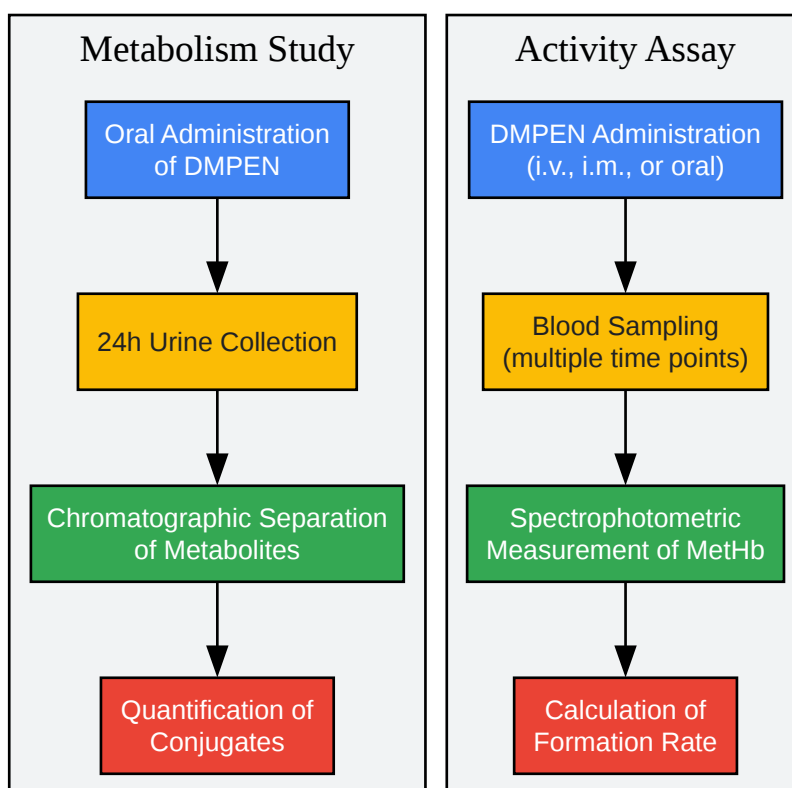 Metabolism Study
Oral Administration
of DMPEN
24h Urine Collection
Chromatographic Separation
of Metabolites
Quantification of
Conjugates
Activity Assay
DMPEN Administration
(i.v., i.m., or oral)
Blood Sampling
(multiple time points)
Spectrophotometric
Measurement of MetHb
Calculation of
Formation Rate